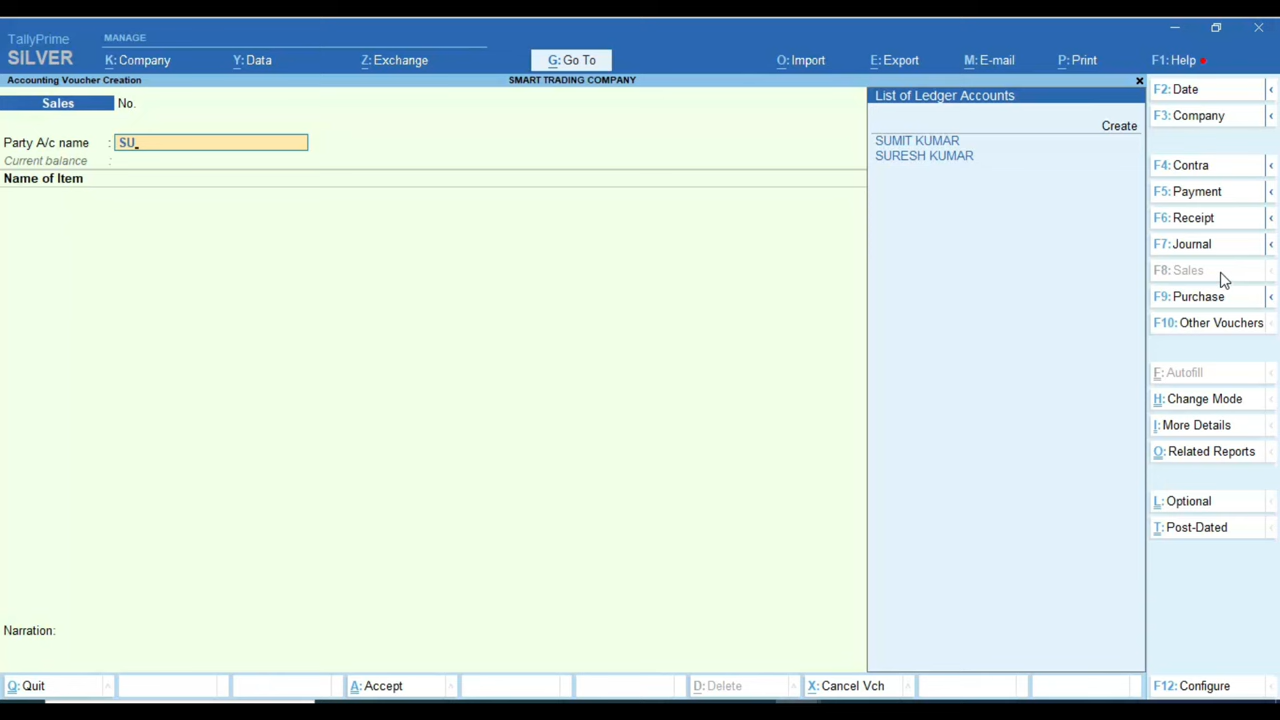 TallyPrime
SILVER
MANAGE
K: Company
Y: Data
Z: Exchange
G: Go To
O: Import
E: Export
M: E-mail
P: Print
F1: Help
Accounting Voucher Creation
SMART TRADING COMPANY
×
Sales No.
Party A/c name : SU
Current balance :
Name of Item
Narration:
List of Ledger Accounts
Create
SUMIT KUMAR
SURESH KUMAR
F2: Date
F3: Company
F4: Contra
F5: Payment
F6: Receipt
F7: Journal
F8: Sales
F9: Purchase
F10: Other Vouchers
F: Autofill
H: Change Mode
I: More Details
O: Related Reports
L: Optional
T: Post-Dated
Q: Quit
A: Accept
D: Delete
X: Cancel Vch
F12: Configure